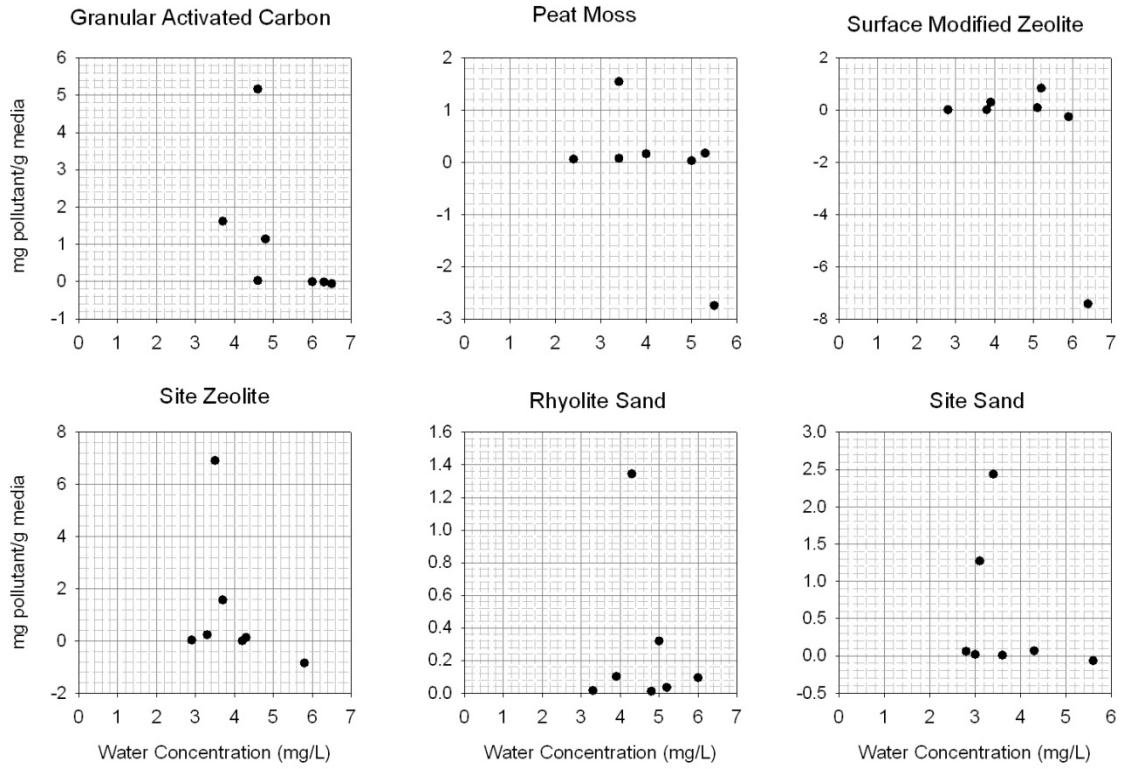 Granular Activated Carbon
Peat Moss
Surface Modified Zeolite
mg pollutant/g media
6
5
4
3
2
1
0
-1
0 1 2 3 4 5 6 7
2
1
0
-1
-2
-3
0 1 2 3 4 5 6
2
0
-2
-4
-6
-8
0 1 2 3 4 5 6 7
Site Zeolite
Rhyolite Sand
Site Sand
mg pollutant/g media
8
6
4
2
0
-2
0 1 2 3 4 5 6 7
Water Concentration (mg/L)
1.6
1.4
1.2
1.0
0.8
0.6
0.4
0.2
0.0
0 1 2 3 4 5 6 7
Water Concentration (mg/L)
3.0
2.5
2.0
1.5
1.0
0.5
0.0
-0.5
0 1 2 3 4 5 6
Water Concentration (mg/L)